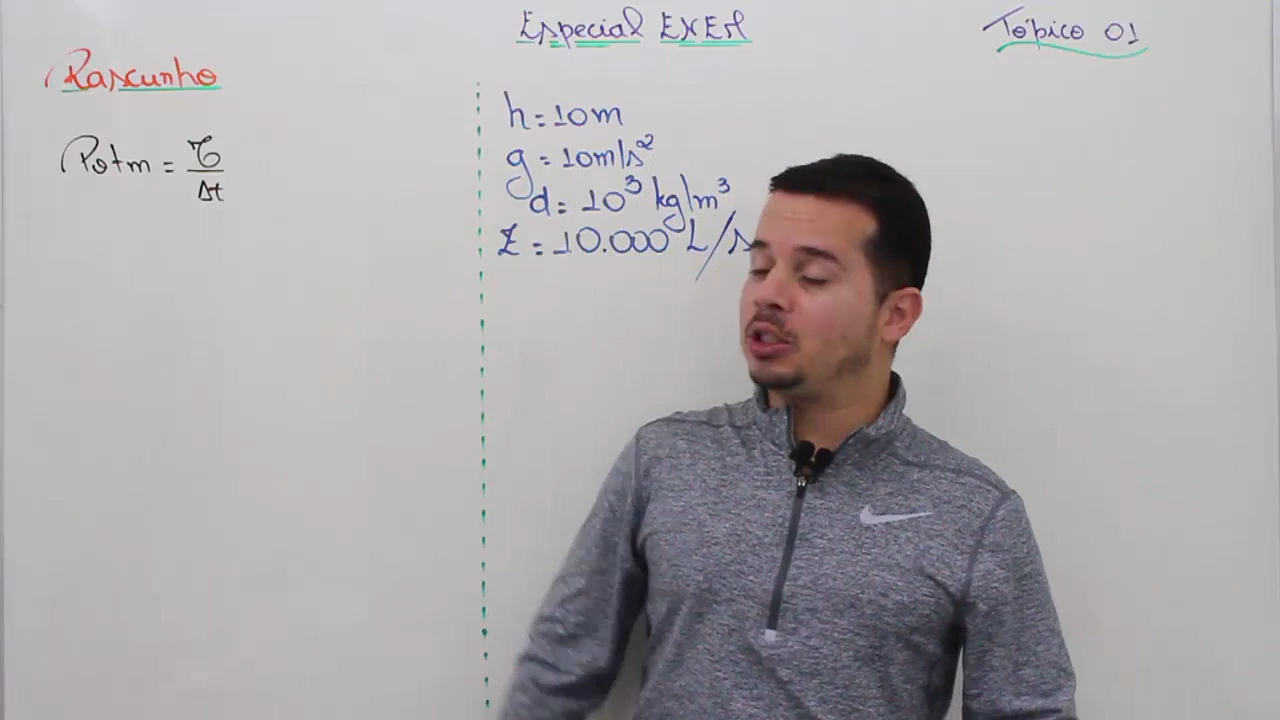 Especial ENEM
Tópico 01
Rascunho
Potm = τ/Δt
h = 10m
g = 10m/s²
d = 10³ kg/m³
Z = 10.000 L/s